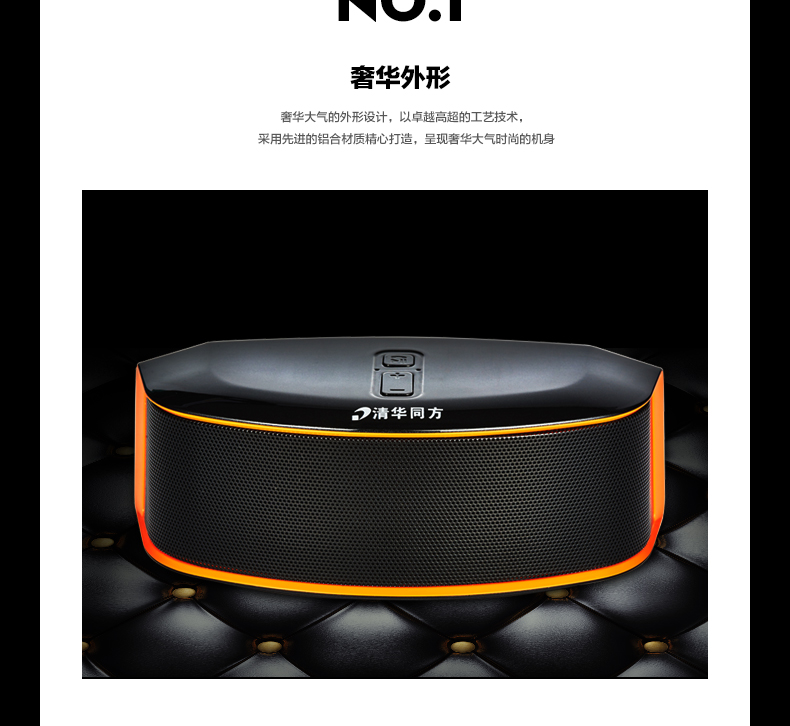 NO.1
奢华外形
奢华大气的外形设计，以卓越高超的工艺技术，
采用先进的铝合材质精心打造，呈现奢华大气时尚的机身
清华同方